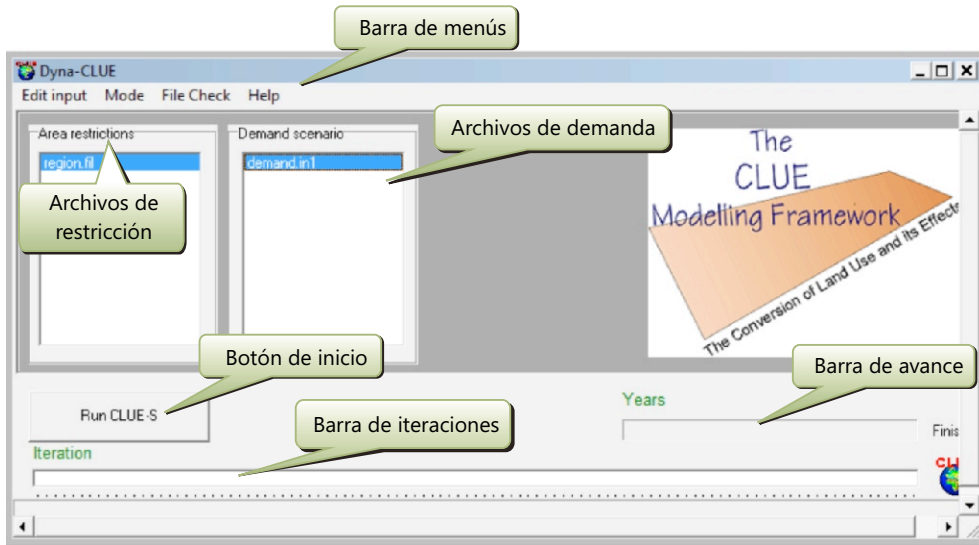 Barra de menús
Dyna-CLUE
Edit input Mode File Check Help
Area restrictions
Demand scenario
Archivos de demanda
region.fil
demand.in1
Archivos de
restricción
The
CLUE
Modelling Framework
The Conversion of Land Use and its Effects
Botón de inicio
Barra de avance
Run CLUE-S
Barra de iteraciones
Years
Finis
Iteration